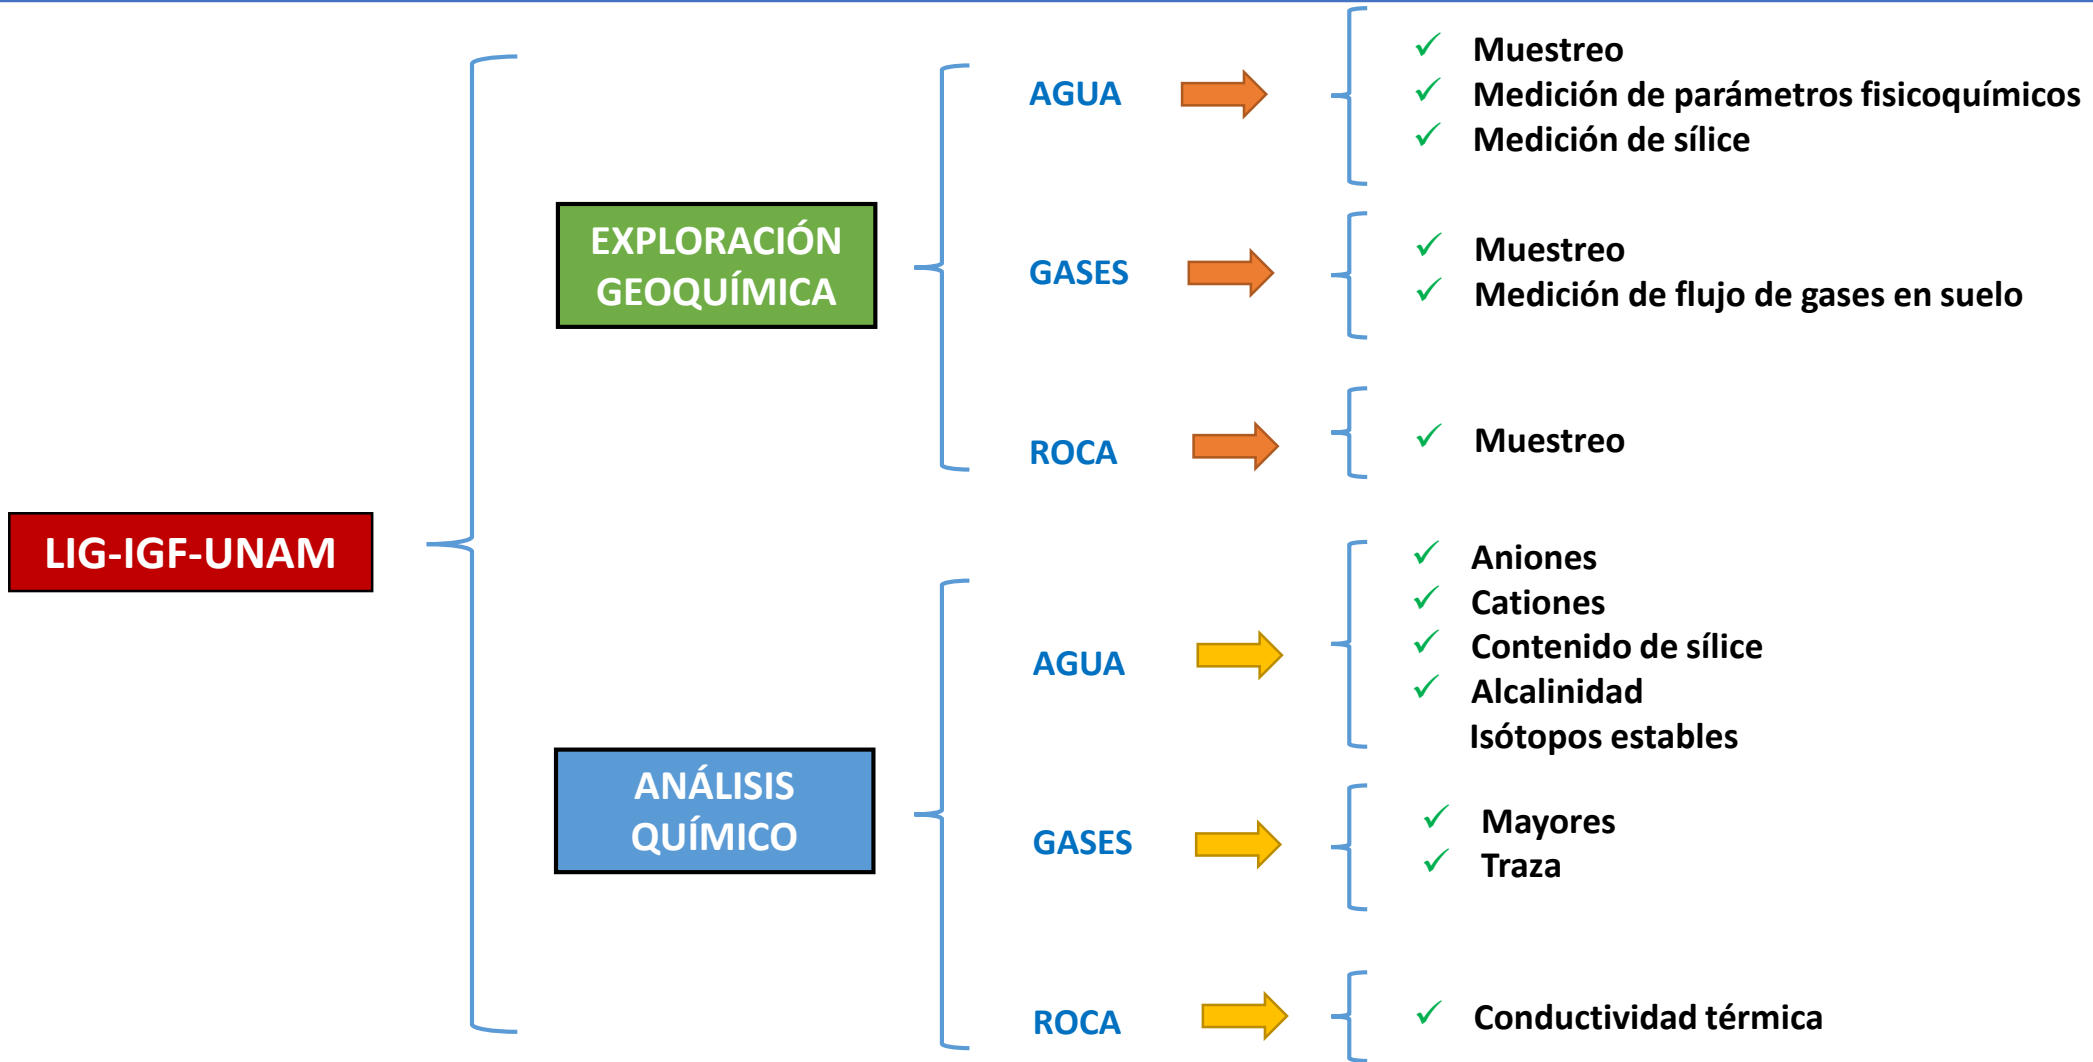 LIG-IGF-UNAM
EXPLORACIÓN
GEOQUÍMICA
AGUA
✓ Muestreo
✓ Medición de parámetros fisicoquímicos
✓ Medición de sílice
GASES
✓ Muestreo
✓ Medición de flujo de gases en suelo
ROCA
✓ Muestreo
ANÁLISIS
QUÍMICO
AGUA
✓ Aniones
✓ Cationes
✓ Contenido de sílice
✓ Alcalinidad
Isótopos estables
GASES
✓ Mayores
✓ Traza
ROCA
✓ Conductividad térmica